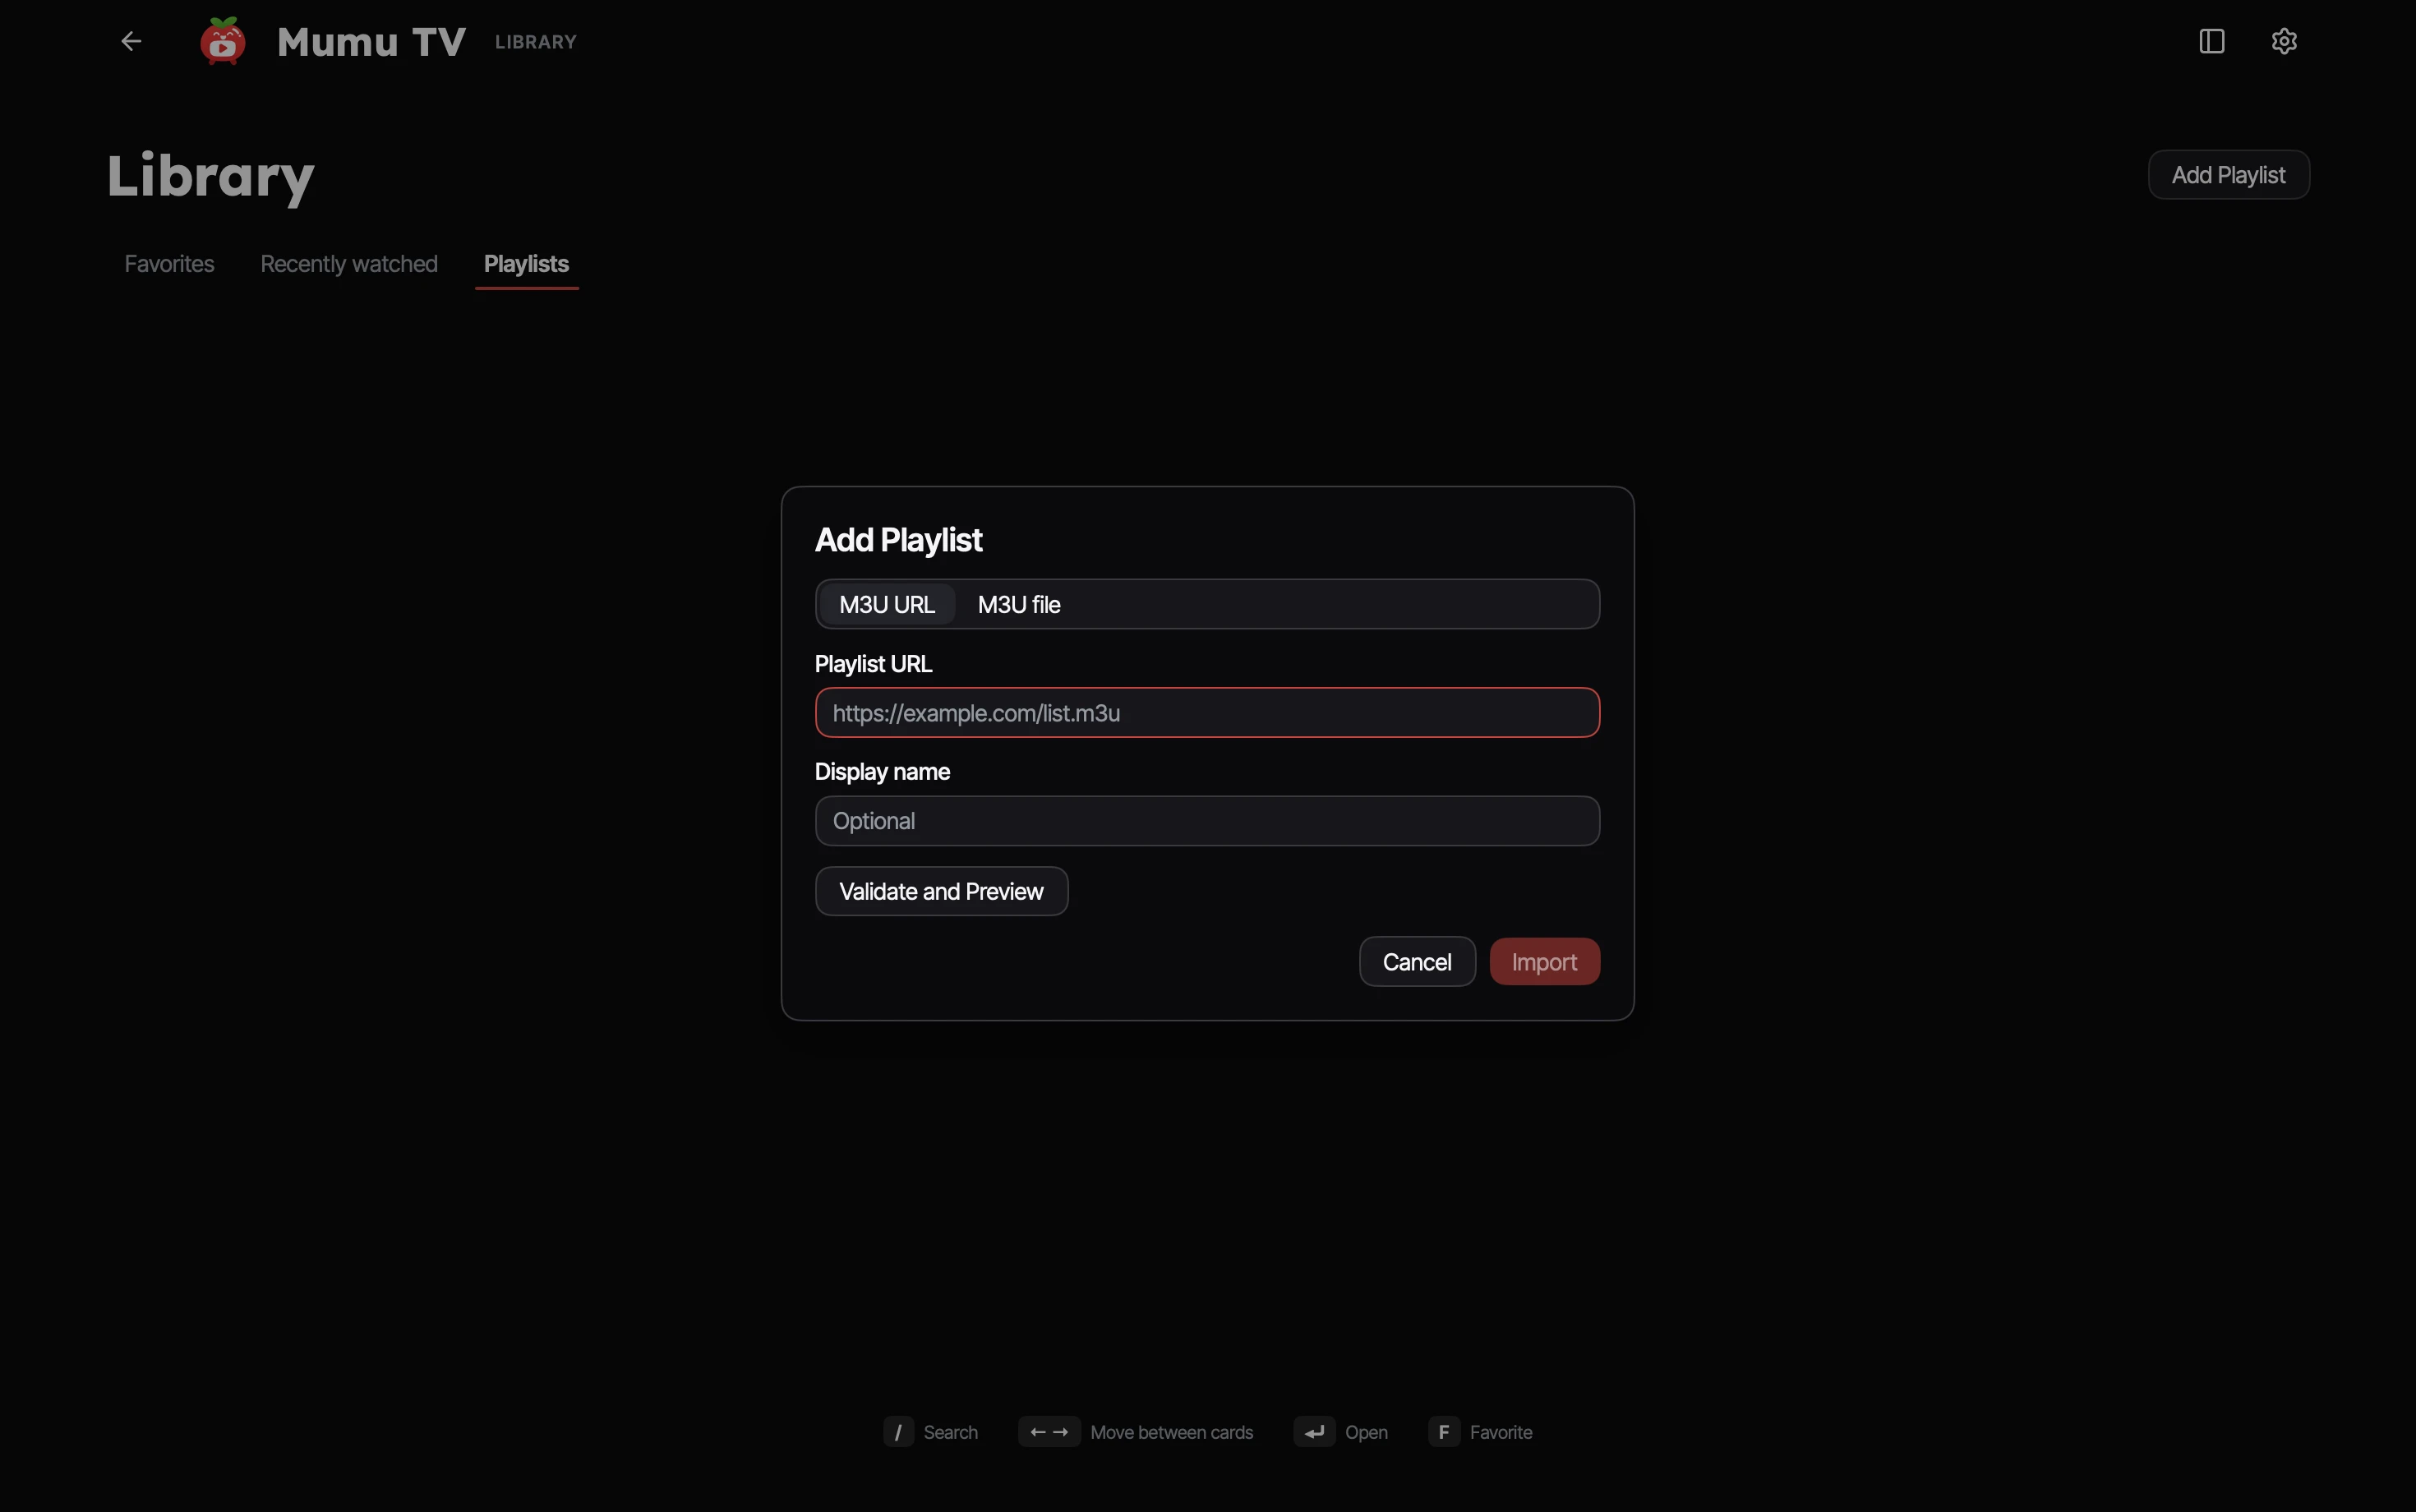 Mumu TV LIBRARY
Library
Add Playlist
Favorites Recently watched Playlists
Add Playlist
M3U URL M3U file
Playlist URL
https://example.com/list.m3u
Display name
Optional
Validate and Preview
Cancel Import
/ Search ← → Move between cards ↵ Open F Favorite